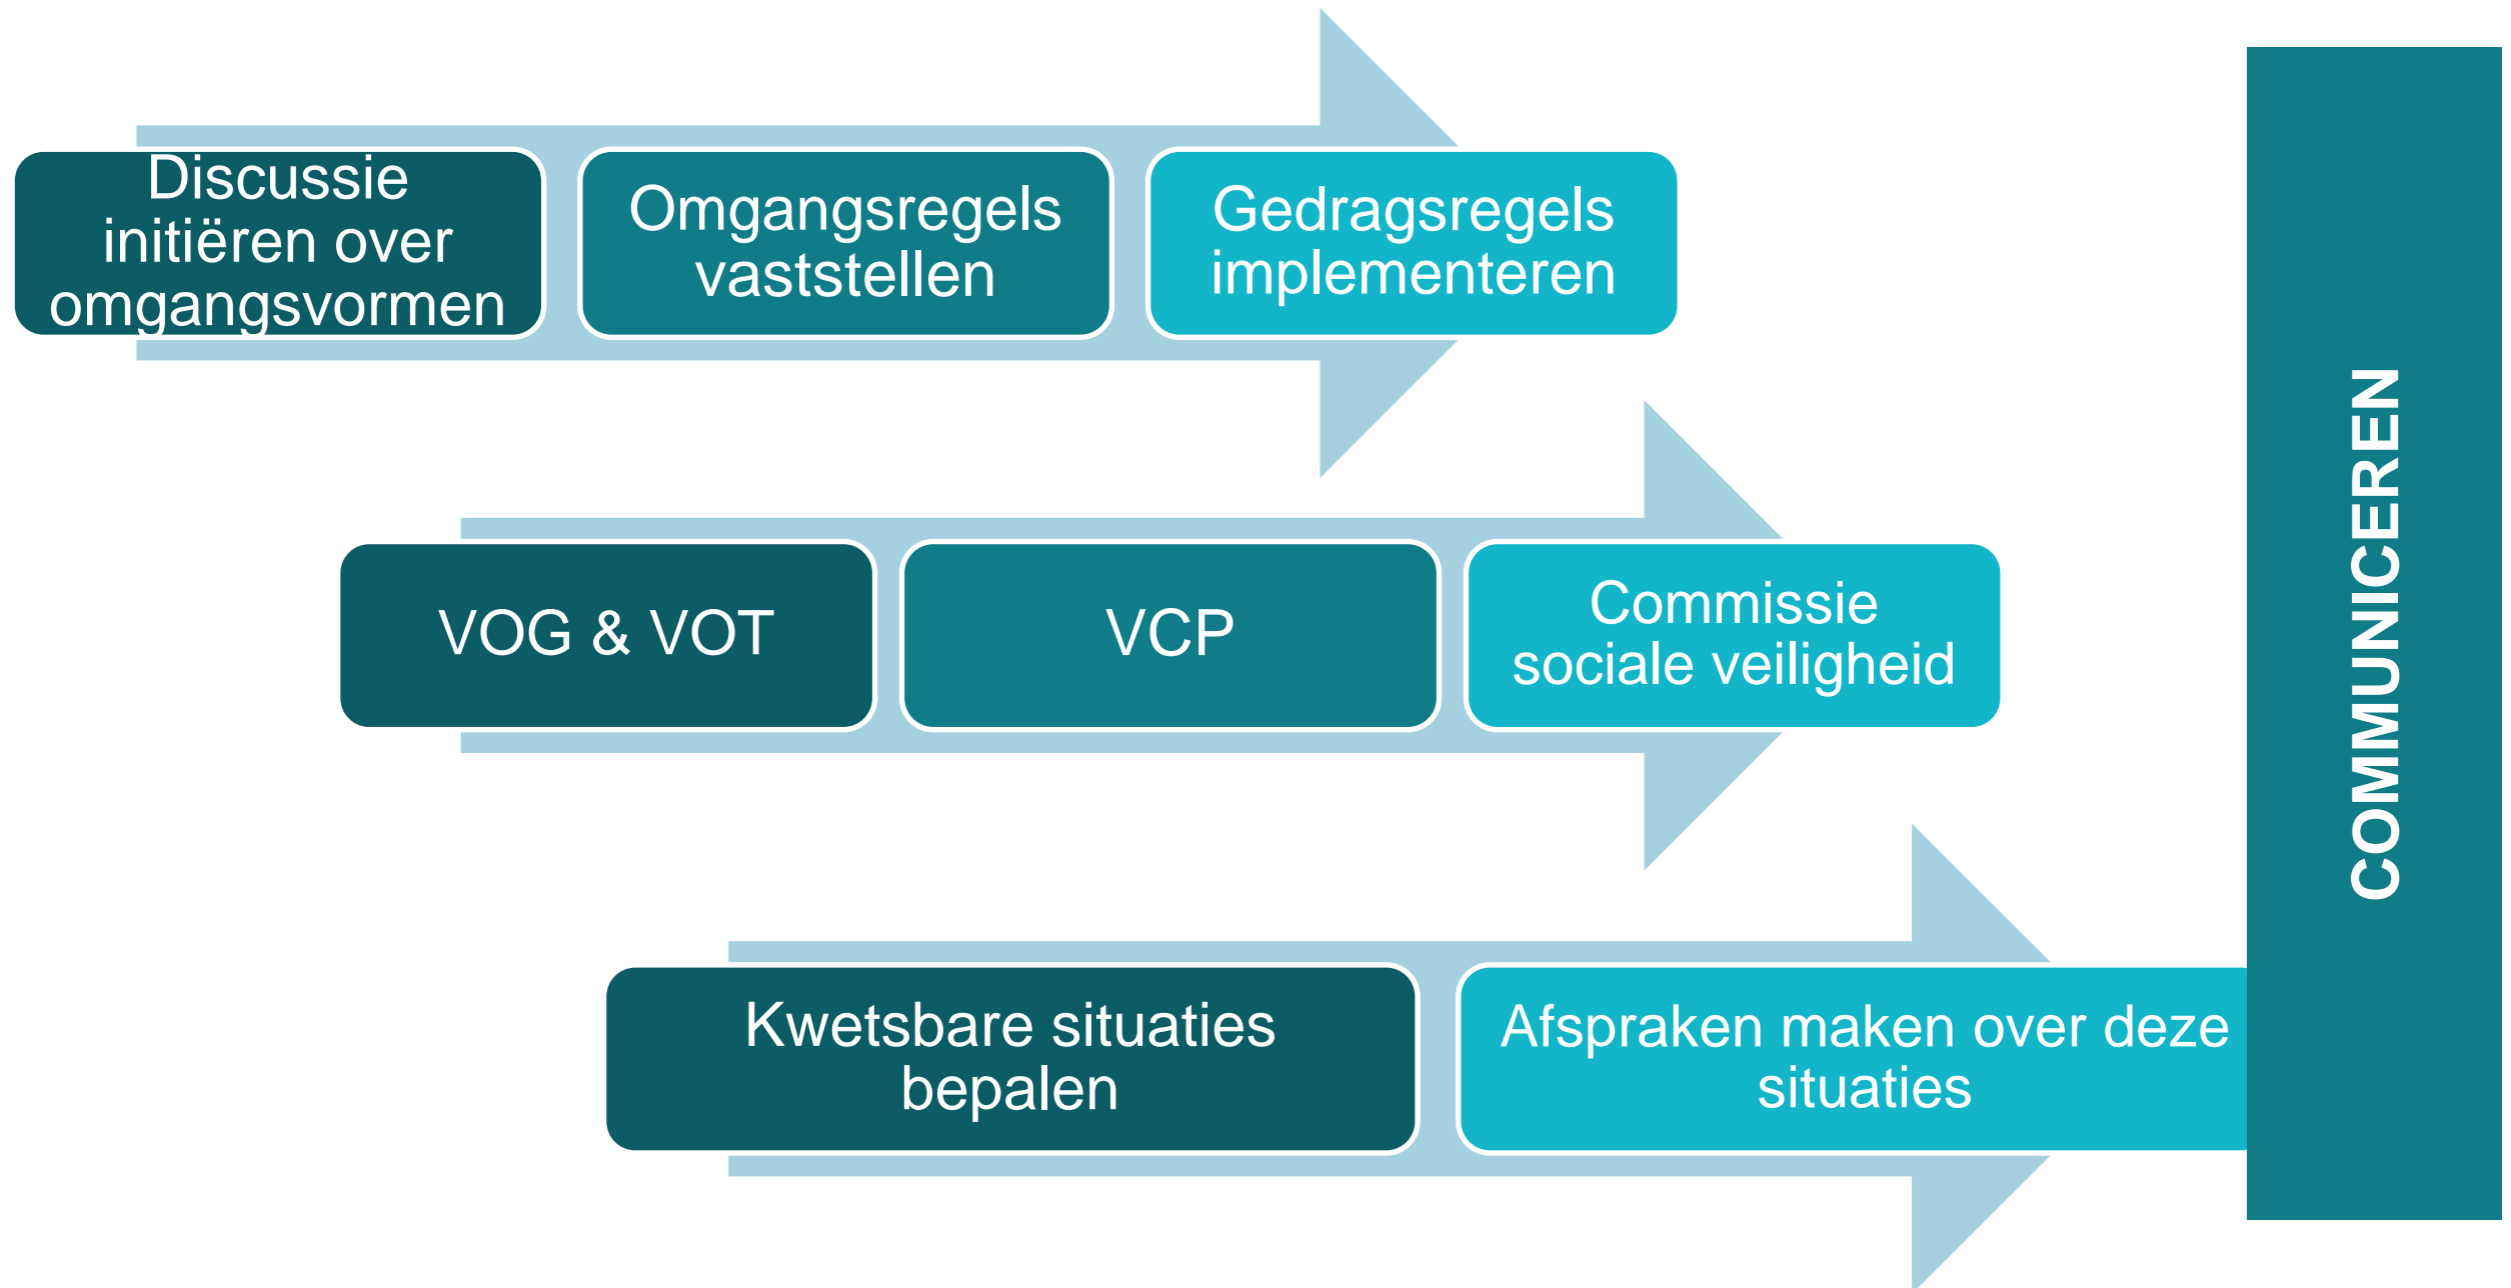 Discussie
initiëren over
omgangsvormen
Omgangsregels
vaststellen
Gedragsregels
implementeren
VOG & VOT
VCP
Commissie
sociale veiligheid
Kwetsbare situaties
bepalen
Afspraken maken over deze
situaties
COMMUNICEREN